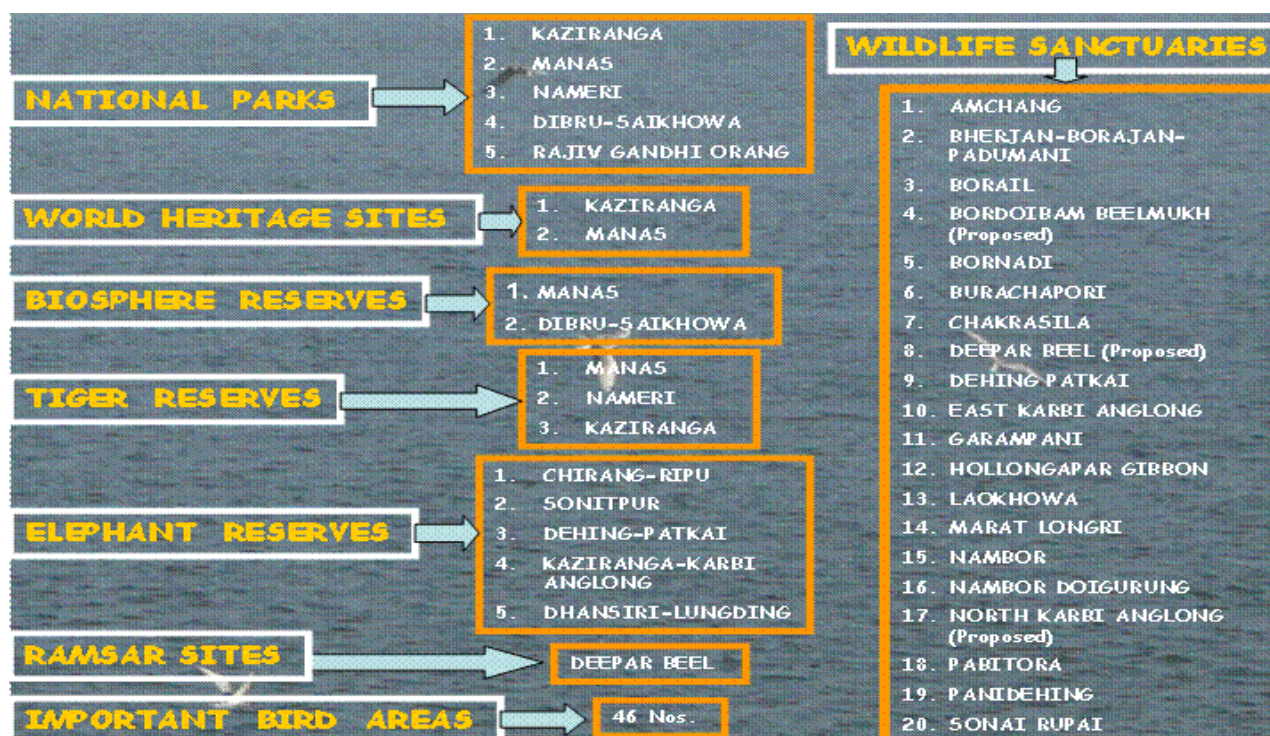 NATIONAL PARKS
1. KAZIRANGA
2. MANAS
3. NAMERI
4. DIBRU-SAIKHOWA
5. RAJIV GANDHI ORANG
WORLD HERITAGE SITES
1. KAZIRANGA
2. MANAS
BIOSPHERE RESERVES
1. MANAS
2. DIBRU-SAIKHOWA
TIGER RESERVES
1. MANAS
2. NAMERI
3. KAZIRANGA
ELEPHANT RESERVES
1. CHIRANG-RIPU
2. SONITPUR
3. DEHING-PATKAI
4. KAZIRANGA-KARBI
ANGLONG
5. DHANSIRI-LUNGDING
RAMSAR SITES
DEEPAR BEEL
IMPORTANT BIRD AREAS
46 Nos.
WILDLIFE SANCTUARIES
1. AMCHANG
2. BHERJAN-BORAJAN-
PADUMANI
3. BORAIL
4. BORDOIBAM BEELMUKH
(Proposed)
5. BORNADI
6. BURACHAPORI
7. CHAKRASILA
8. DEEPAR BEEL (Proposed)
9. DEHING PATKAI
10. EAST KARBI ANGLONG
11. GARAMPANI
12. HOLLONGAPAR GIBBON
13. LAOKHOWA
14. MARAT LONGRI
15. NAMBOR
16. NAMBOR DOIGURUNG
17. NORTH KARBI ANGLONG
(Proposed)
18. PABITORA
19. PANIDEHING
20. SONAI RUPAI